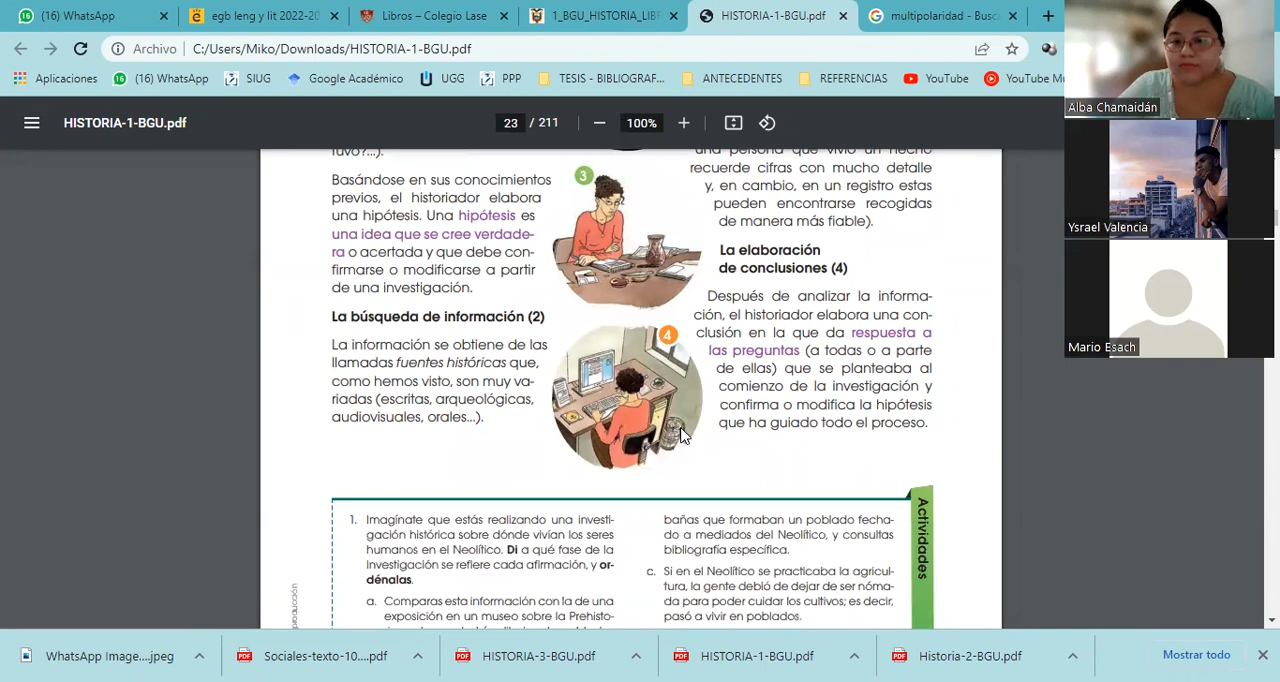 (16) WhatsApp
egb leng y lit 2022-20
Libros – Colegio Lase
1_BGU_HISTORIA_LIBF
HISTORIA-1-BGU.pdf
multipolaridad - Busc
Archivo
C:/Users/Miko/Downloads/HISTORIA-1-BGU.pdf
Aplicaciones
(16) WhatsApp
SIUG
Google Académico
UGG
PPP
TESIS - BIBLIOGRAF...
ANTECEDENTES
REFERENCIAS
YouTube
YouTube Mu
HISTORIA-1-BGU.pdf
23 / 211
100%
Basándose en sus conocimientos
previos, el historiador elabora
una hipótesis. Una hipótesis es
una idea que se cree verdade-
ra o acertada y que debe con-
firmarse o modificarse a partir
de una investigación.
La búsqueda de información (2)
La información se obtiene de las
llamadas fuentes históricas que,
como hemos visto, son muy va-
riadas (escritas, arqueológicas,
audiovisuales, orales...).
3
4
una persona que vivió un hecho
recuerde cifras con mucho detalle
y, en cambio, en un registro estas
pueden encontrarse recogidas
de manera más fiable).
La elaboración
de conclusiones (4)
Después de analizar la informa-
ción, el historiador elabora una con-
clusión en la que da respuesta a
las preguntas (a todas o a parte
de ellas) que se planteaba al
comienzo de la investigación y
confirma o modifica la hipótesis
que ha guiado todo el proceso.
1. Imagínate que estás realizando una investi-
gación histórica sobre dónde vivían los seres
humanos en el Neolítico. Di a qué fase de la
investigación se refiere cada afirmación, y or-
dénalas.
a. Comparas esta información con la de una
exposición en un museo sobre la Prehisto-
bañas que formaban un poblado fecha-
do a mediados del Neolítico, y consultas
bibliografía específica.
c. Si en el Neolítico se practicaba la agricul-
tura, la gente debió de dejar de ser nóma-
da para poder cuidar los cultivos; es decir,
pasó a vivir en poblados.
Actividades
Alba Chamaidán
Ysrael Valencia
Mario Esach
WhatsApp Image....jpeg
Sociales-texto-10....pdf
HISTORIA-3-BGU.pdf
HISTORIA-1-BGU.pdf
Historia-2-BGU.pdf
Mostrar todo